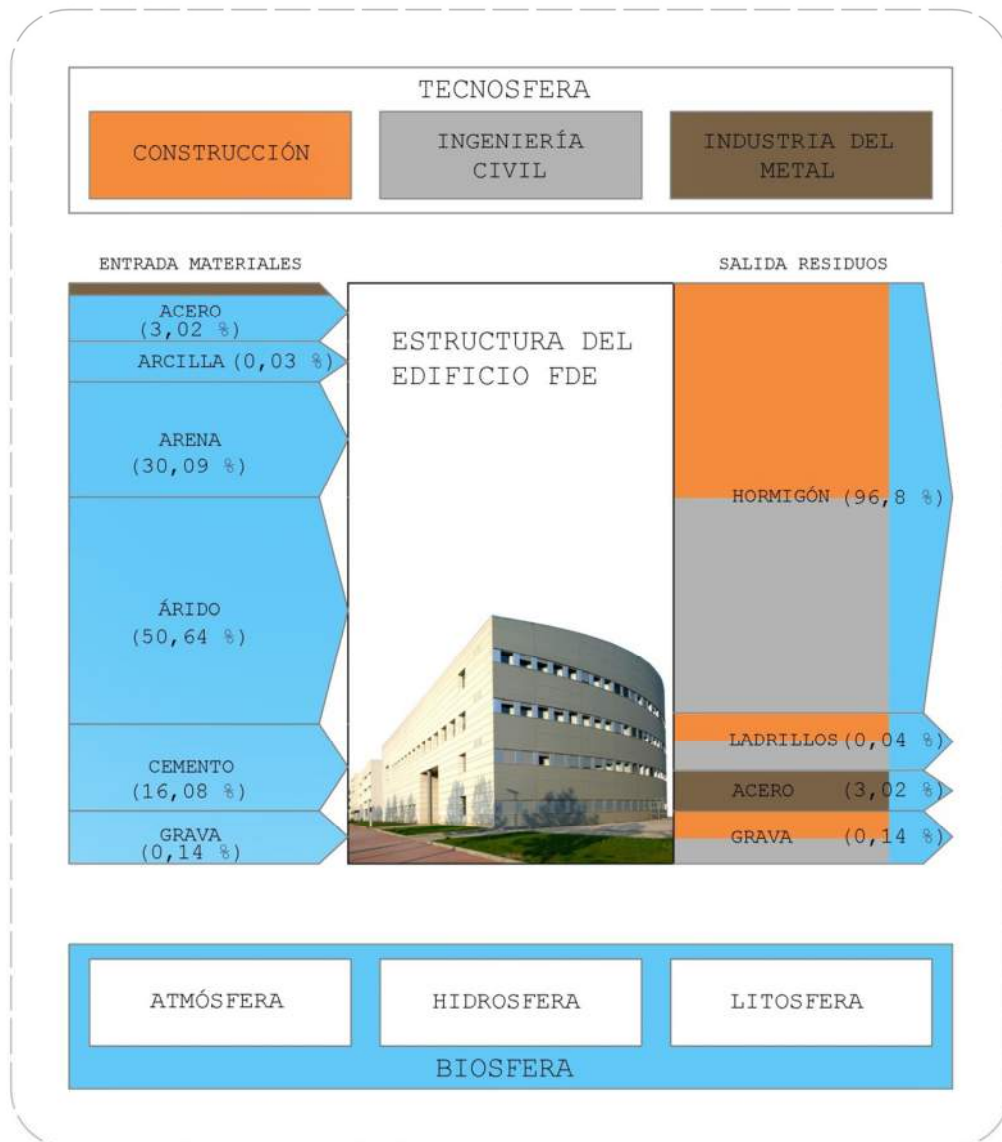 TECNOSFERA
CONSTRUCCIÓN
INGENIERÍA
CIVIL
INDUSTRIA DEL
METAL
ENTRADA MATERIALES
ACERO
(3,02 %)
ARCILLA (0,03 %)
ARENA
(30,09 %)
ÁRIDO
(50,64 %)
CEMENTO
(16,08 %)
GRAVA
(0,14 %)
ESTRUCTURA DEL
EDIFICIO FDE
SALIDA RESIDUOS
HORMIGÓN (96,8 %)
LADRILLOS (0,04 %)
ACERO (3,02 %)
GRAVA (0,14 %)
ATMÓSFERA
HIDROSFERA
LITOSFERA
BIOSFERA